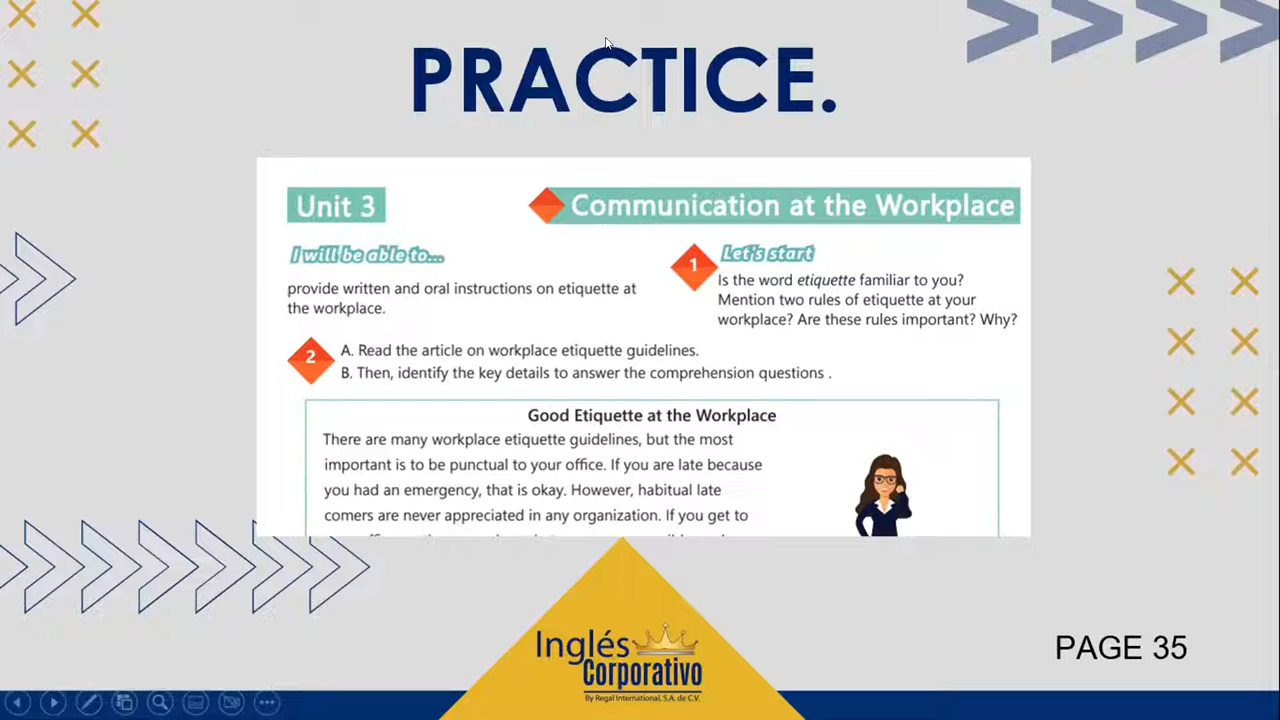 PRACTICE.
Unit 3
Communication at the Workplace
I will be able to...
provide written and oral instructions on etiquette at
the workplace.
1
Let's start
Is the word etiquette familiar to you?
Mention two rules of etiquette at your
workplace? Are these rules important? Why?
2
A. Read the article on workplace etiquette guidelines.
B. Then, identify the key details to answer the comprehension questions .
Good Etiquette at the Workplace
There are many workplace etiquette guidelines, but the most
important is to be punctual to your office. If you are late because
you had an emergency, that is okay. However, habitual late
comers are never appreciated in any organization. If you get to
Inglés
Corporativo
By Regal International, S.A. de C.V.
PAGE 35